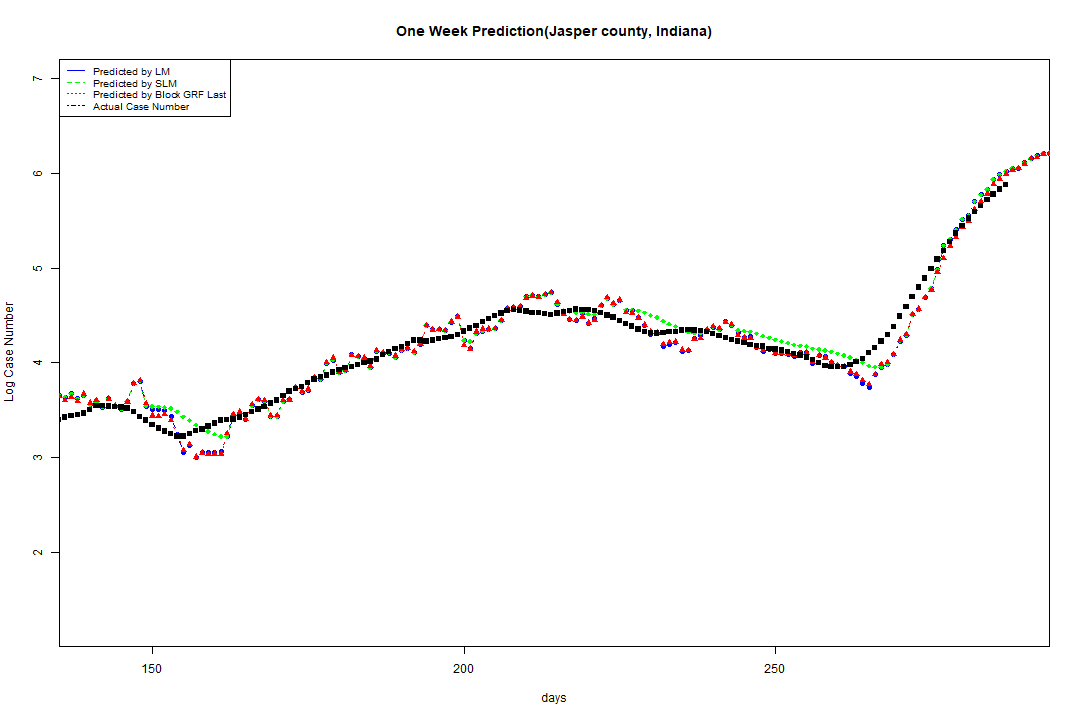 One Week Prediction(Jasper county, Indiana)
Predicted by LM
Predicted by SLM
Predicted by Block GRF Last
Actual Case Number
7
6
5
4
3
2
Log Case Number
150 200 250
days